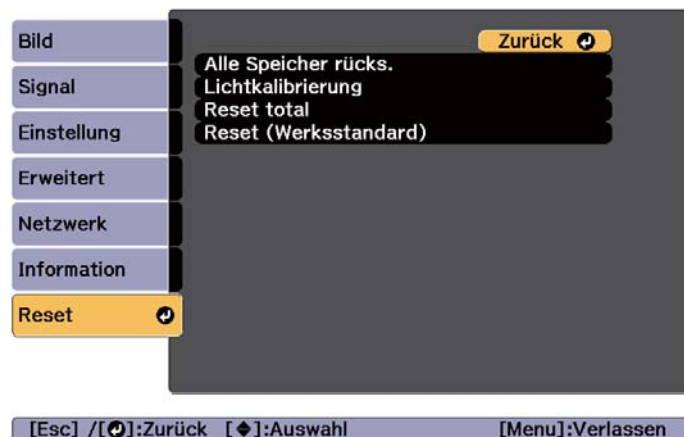 Bild
Signal
Einstellung
Erweitert
Netzwerk
Information
Reset
Zurück
Alle Speicher rücks.
Lichtkalibrierung
Reset total
Reset (Werksstandard)
[Esc] /[⏎]:Zurück [◆]:Auswahl [Menu]:Verlassen